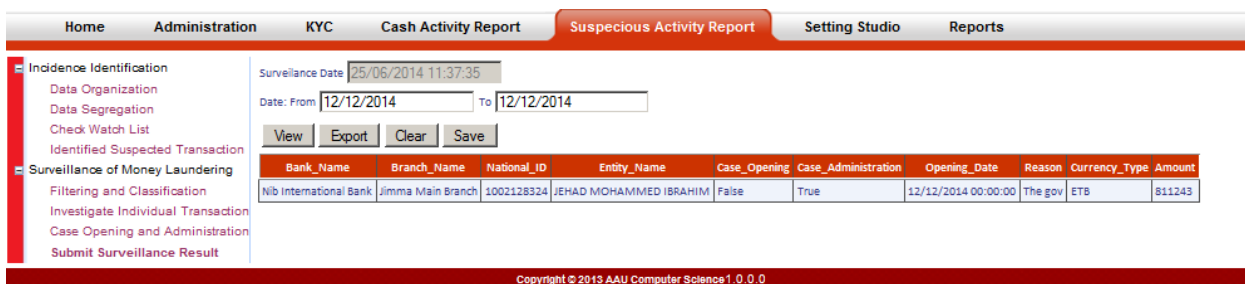 Home Administration KYC Cash Activity Report Suspecious Activity Report Setting Studio Reports
Incidence Identification
Data Organization
Data Segregation
Check Watch List
Identified Suspected Transaction
Surveillance of Money Laundering
Filtering and Classification
Investigate Individual Transaction
Case Opening and Administration
Submit Surveillance Result
Surveilance Date 25/06/2014 11:37:35
Date: From 12/12/2014 To 12/12/2014
View Export Clear Save
Bank_Name Branch_Name National_ID Entity_Name Case_Opening Case_Administration Opening_Date Reason Currency_Type Amount
Nib International Bank Jimma Main Branch 1002128324 JEHAD MOHAMMED IBRAHIM False True 12/12/2014 00:00:00 The gov ETB 811243
Copyright © 2013 AAU Computer Science1.0.0.0